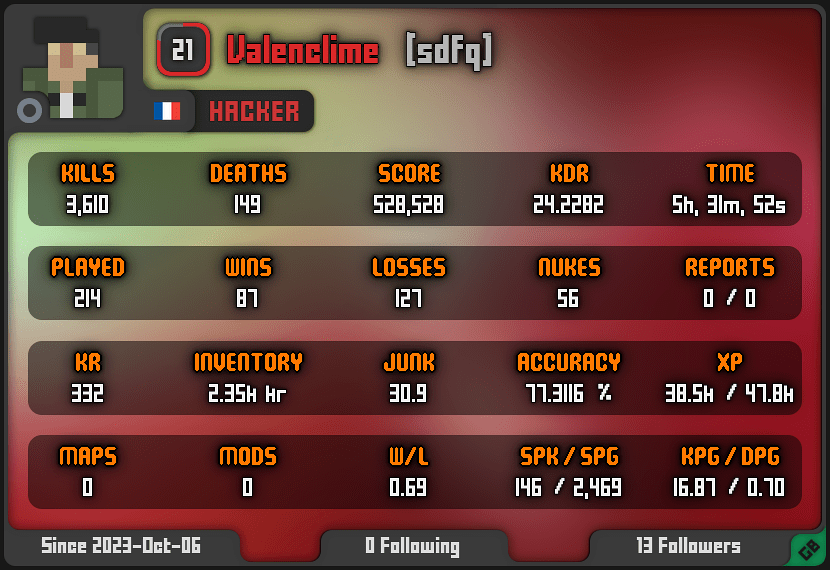 21 Valenclime [sdfq]
HACKER
KILLS DEATHS SCORE KDR TIME
3,610 149 528,528 24.2282 5h, 31m, 52s
PLAYED WINS LOSSES NUKES REPORTS
214 87 127 56 0 / 0
KR INVENTORY JUNK ACCURACY XP
332 2.35k kr 30.9 77.3116 % 38.5k / 47.8k
MAPS MODS W/L SPK / SPG KPG / DPG
0 0 0.69 146 / 2,469 16.87 / 0.70
Since 2023-Oct-06 0 Following 13 Followers
GB